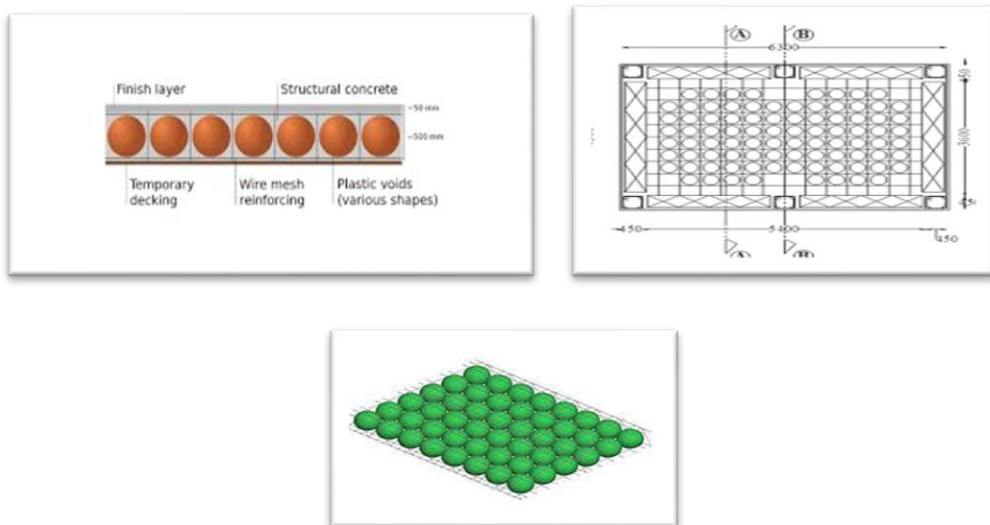 Finish layer
Structural concrete
~50 mm
~500 mm
Temporary
decking
Wire mesh
reinforcing
Plastic voids
(various shapes)
A
B
6300
450
3600
450
5400
450
A
B